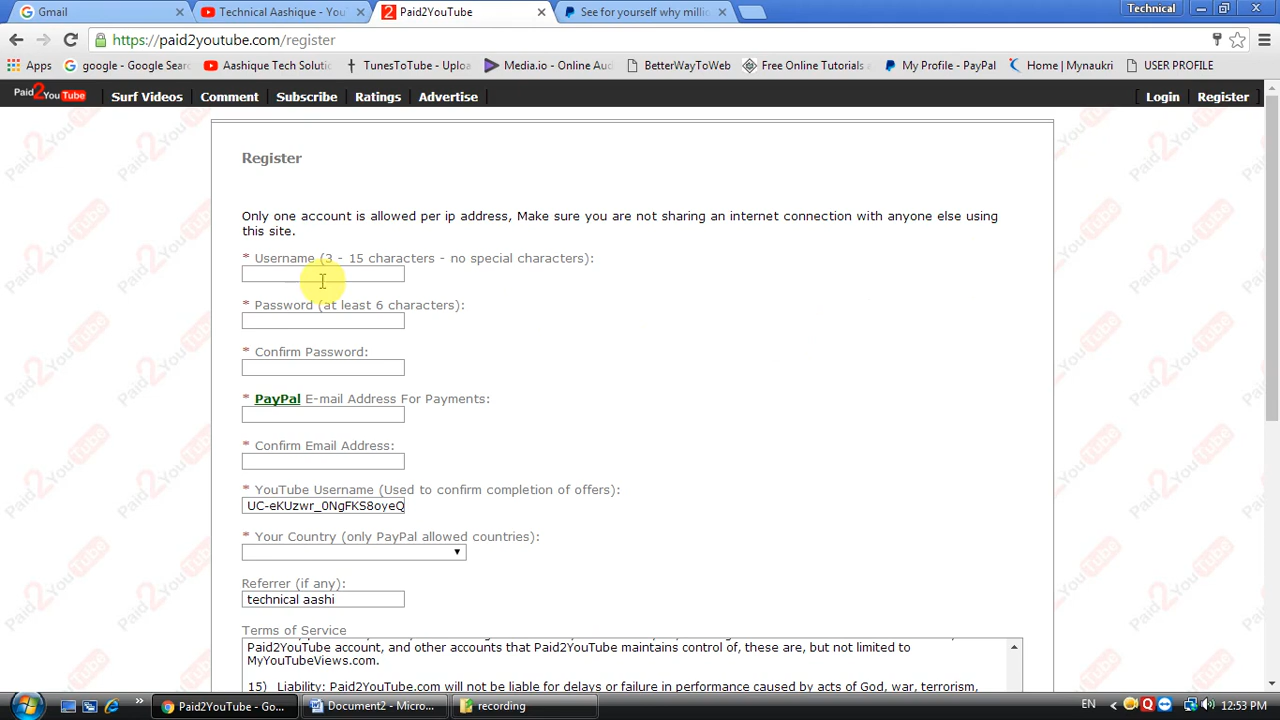 Gmail
Technical Aashique - You
Paid2YouTube
See for yourself why millio
Technical
https://paid2youtube.com/register
Apps
google - Google Sear
Aashique Tech Soluti
TunesToTube - Uploa
Media.io - Online Aud
BetterWayToWeb
Free Online Tutorials a
My Profile - PayPal
Home | Mynaukri
USER PROFILE
Paid2YouTube
Surf Videos
Comment
Subscribe
Ratings
Advertise
[ Login
Register ]
Register
Only one account is allowed per ip address, Make sure you are not sharing an internet connection with anyone else using
this site.
* Username (3 - 15 characters - no special characters):
* Password (at least 6 characters):
* Confirm Password:
* PayPal E-mail Address For Payments:
* Confirm Email Address:
* YouTube Username (Used to confirm completion of offers):
UC-eKUzwr_0NgFKS8oyeQ
* Your Country (only PayPal allowed countries):
Referrer (if any):
technical aashi
Terms of Service
Paid2YouTube account, and other accounts that Paid2YouTube maintains control of, these are, but not limited to
MyYouTubeViews.com.
15) Liability: Paid2YouTube.com will not be liable for delays or failure in performance caused by acts of God, war, terrorism,
Paid2YouTube - Go...
Document2 - Micro...
recording
EN
12:53 PM